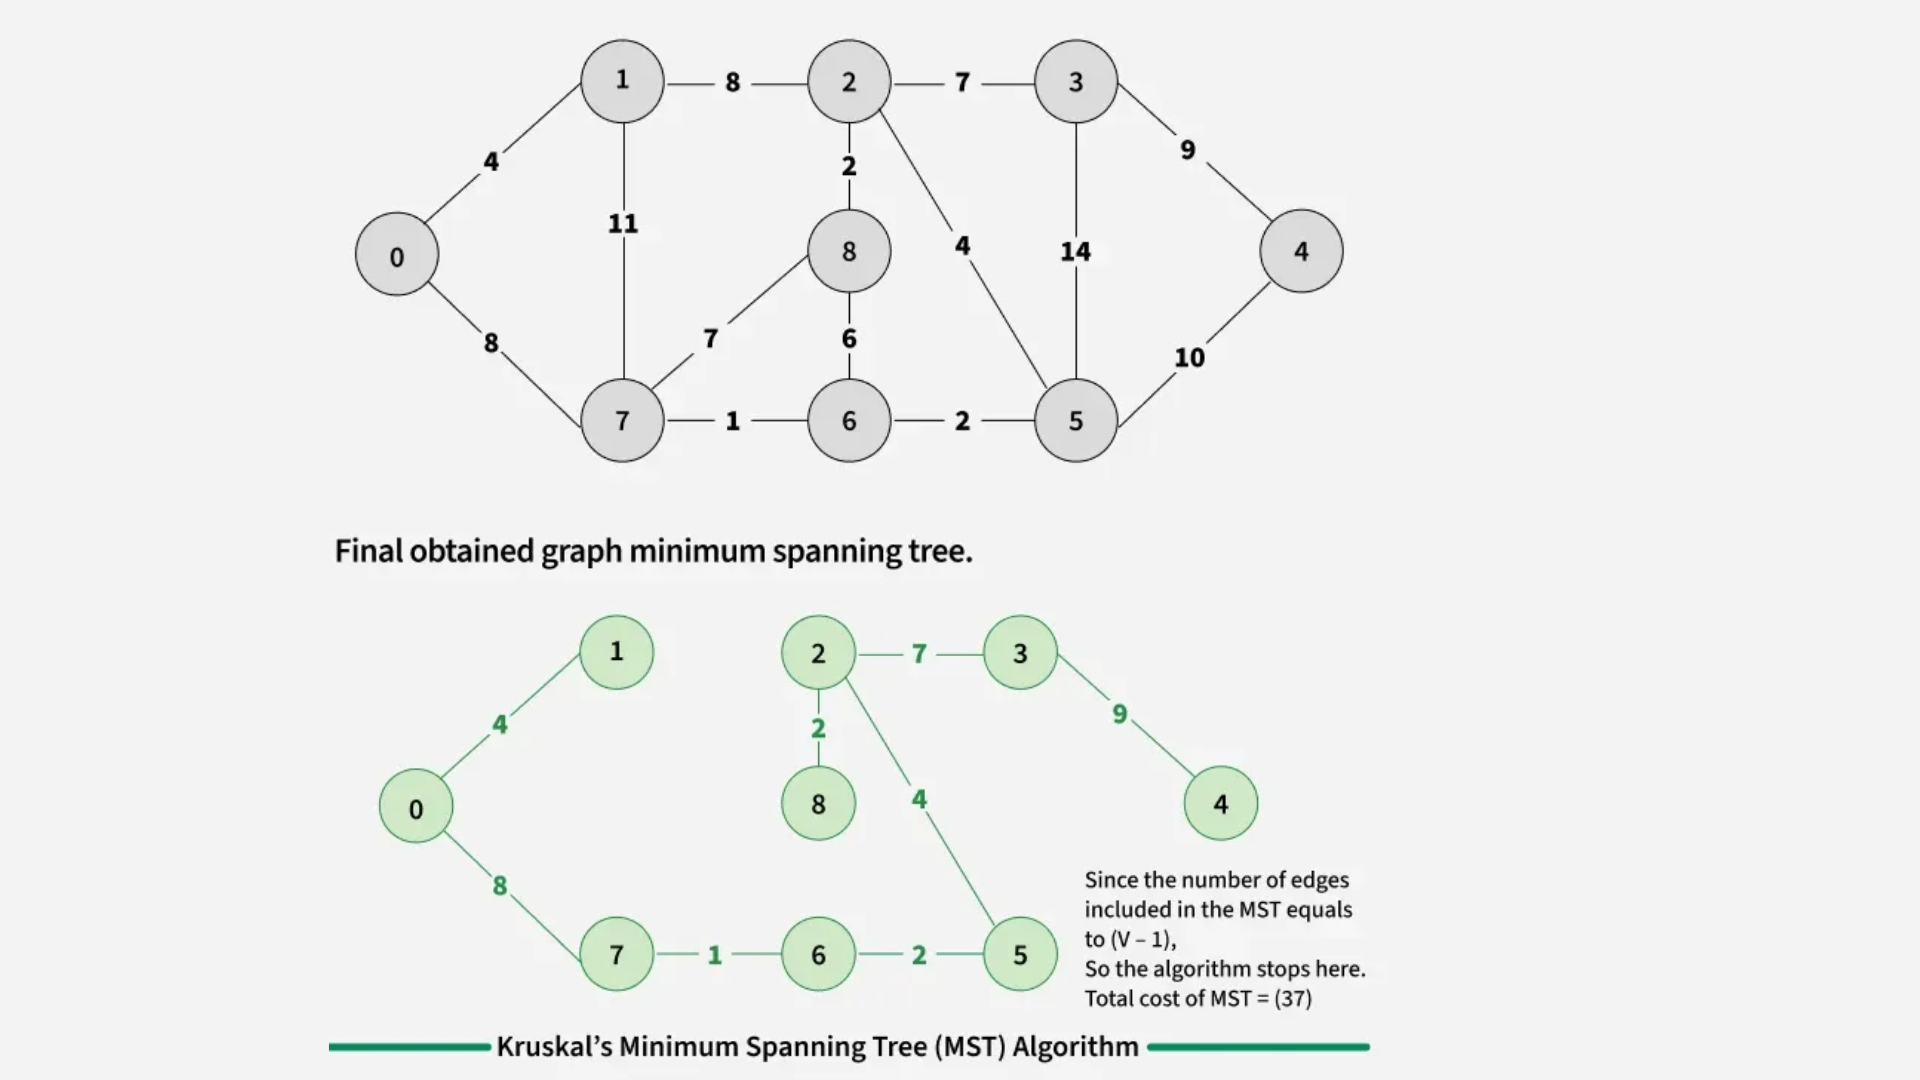 1 8 2 7 3
4 2 9
11
0 8 4 14 4
8 7 6 10
7 1 6 2 5
Final obtained graph minimum spanning tree.
1 2 7 3
4 2 9
0 8 4 4
8
7 1 6 2 5
Since the number of edges
included in the MST equals
to (V – 1),
So the algorithm stops here.
Total cost of MST = (37)
Kruskal’s Minimum Spanning Tree (MST) Algorithm